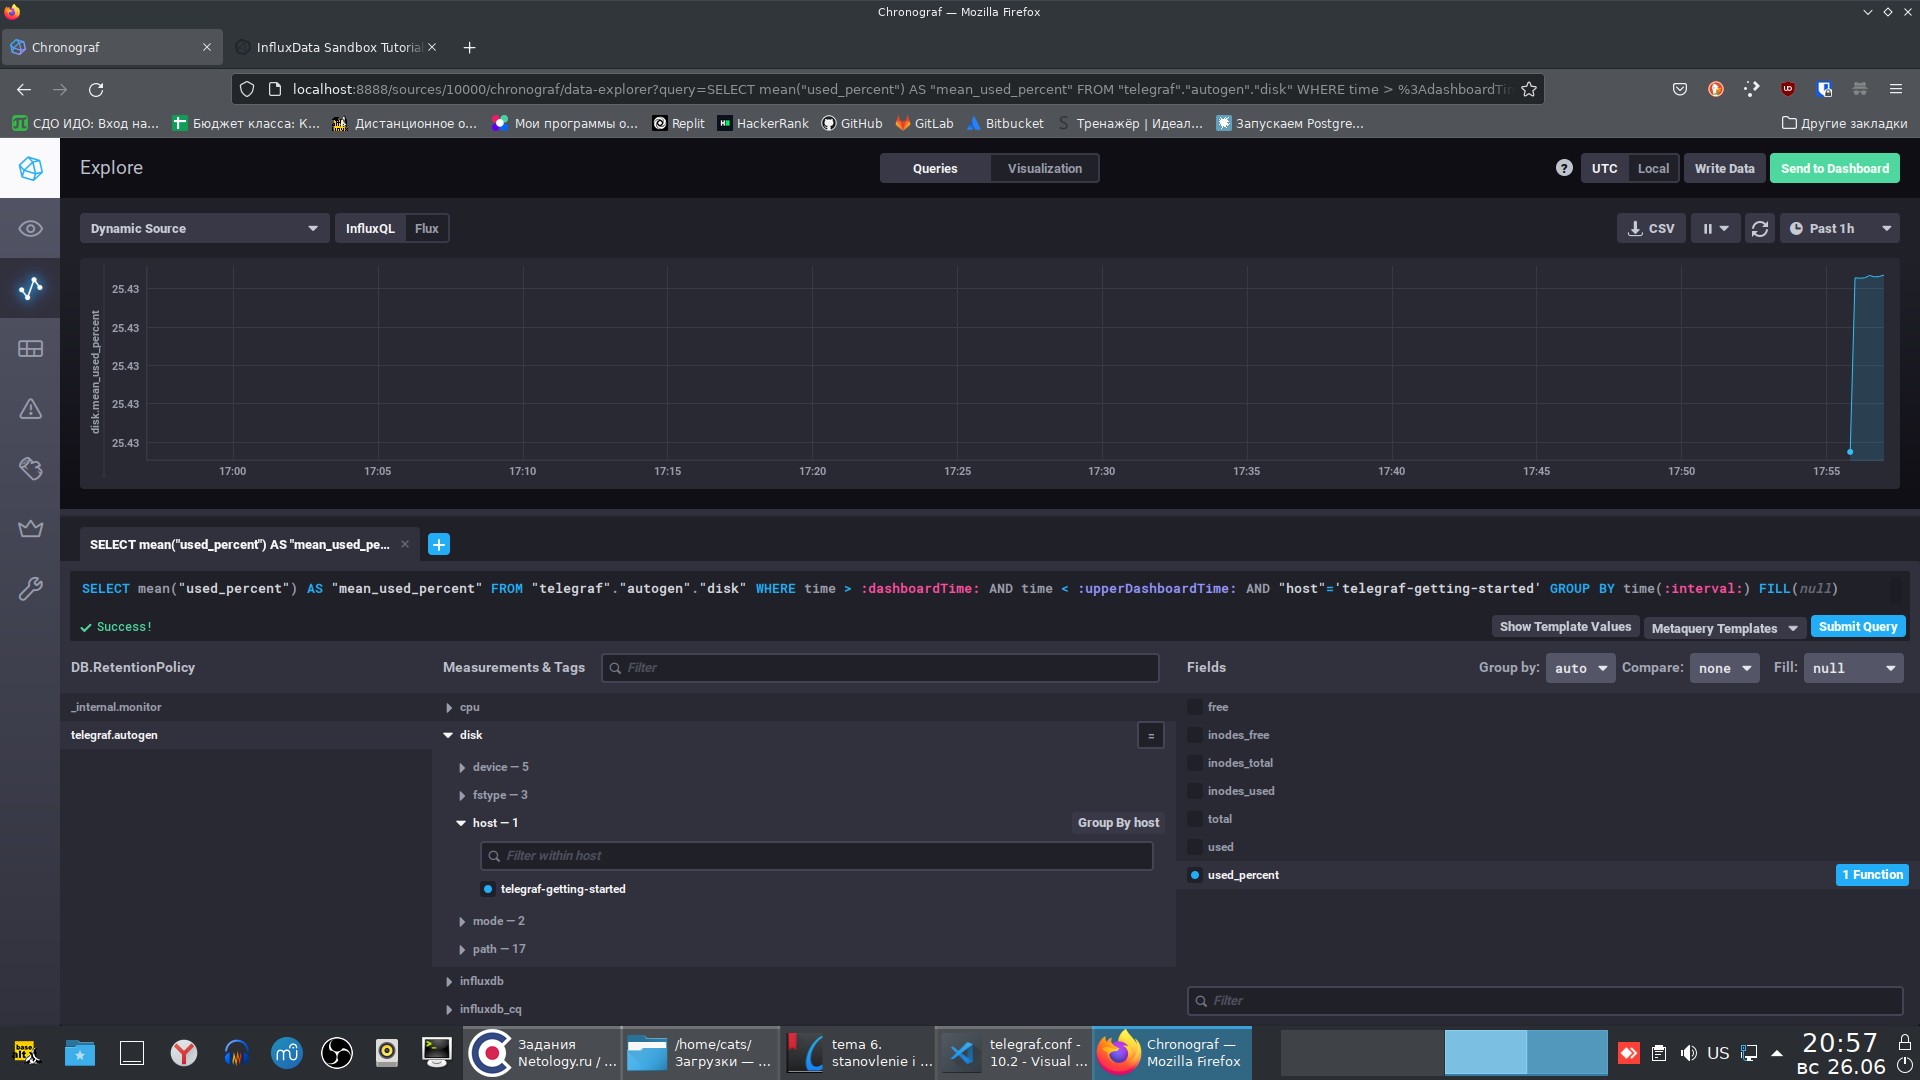 Chronograf — Mozilla Firefox
Chronograf
InfluxData Sandbox Tutorial
localhost:8888/sources/10000/chronograf/data-explorer?query=SELECT mean("used_percent") AS "mean_used_percent" FROM "telegraf"."autogen"."disk" WHERE time > %3AdashboardTim
СДО ИДО: Вход на...
Бюджет класса: К...
Дистанционное о...
Мои программы о...
Replit
HackerRank
GitHub
GitLab
Bitbucket
Тренажёр | Идеал...
Запускаем Postgre...
Другие закладки
Explore
Queries
Visualization
UTC
Local
Write Data
Send to Dashboard
Dynamic Source
InfluxQL
Flux
CSV
Past 1h
disk.mean_used_percent
25.43
25.43
25.43
25.43
25.43
17:00
17:05
17:10
17:15
17:20
17:25
17:30
17:35
17:40
17:45
17:50
17:55
SELECT mean("used_percent") AS "mean_used_pe...
SELECT mean("used_percent") AS "mean_used_percent" FROM "telegraf"."autogen"."disk" WHERE time > :dashboardTime: AND time < :upperDashboardTime: AND "host"='telegraf-getting-started' GROUP BY time(:interval:) FILL(null)
Success!
Show Template Values
Metaquery Templates
Submit Query
DB.RetentionPolicy
Measurements & Tags
Filter
Fields
Group by:
auto
Compare:
none
Fill:
null
_internal.monitor
telegraf.autogen
cpu
disk
=
device — 5
fstype — 3
host — 1
Group By host
Filter within host
telegraf-getting-started
mode — 2
path — 17
influxdb
influxdb_cq
free
inodes_free
inodes_total
inodes_used
total
used
used_percent
1 Function
Filter
Задания
Netology.ru / ...
/home/cats/
Загрузки — ...
tema 6.
stanovlenie i ...
telegraf.conf -
10.2 - Visual ...
Chronograf —
Mozilla Firefox
US
20:57
вс 26.06